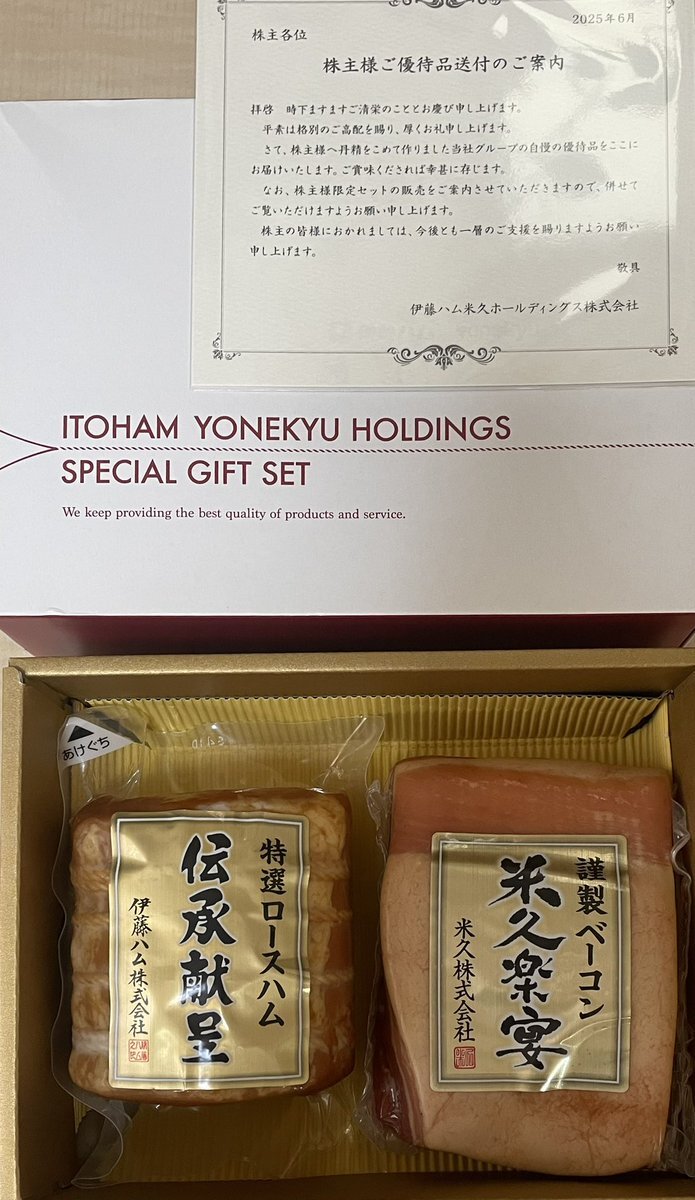 2025年6月
株主各位
株主様ご優待品送付のご案内
拝啓　時下ますますご清栄のこととお慶び申し上げます。
平素は格別のご高配を賜り、厚くお礼申し上げます。
さて、株主様へ丹精をこめて作りました当社グループの自慢の優待品をここに
お届けいたします。ご賞味くだされば幸甚に存じます。
なお、株主様限定セットの販売をご案内させていただきますので、併せて
ご覧いただけますようお願い申し上げます。
株主の皆様におかれましては、今後とも一層のご支援を賜りますようお願い
申し上げます。
敬具
伊藤ハム米久ホールディングス株式会社
ITOHAM YONEKYU HOLDINGS
SPECIAL GIFT SET
We keep providing the best quality of products and service.
あけぐち
特選ロースハム
伝承献呈
伊藤ハム株式会社
謹製ベーコン
米久楽宴
米久株式会社